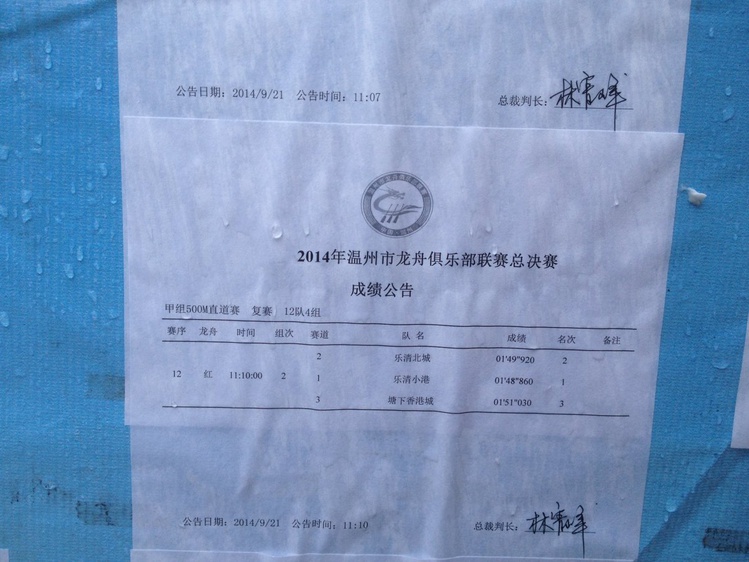 公告日期：2014/9/21 公告时间：11:07 总裁判长：
2014年温州市龙舟俱乐部联赛总决赛
成绩公告
甲组500M直道赛 复赛 12队4组
赛序 龙舟 时间 组次 赛道 队名 成绩 名次 备注
2 乐清北城 01'49"920 2
12 红 11:10:00 2 1 乐清小港 01'48"860 1
3 塘下香港城 01'51"030 3
公告日期：2014/9/21 公告时间：11:10 总裁判长：